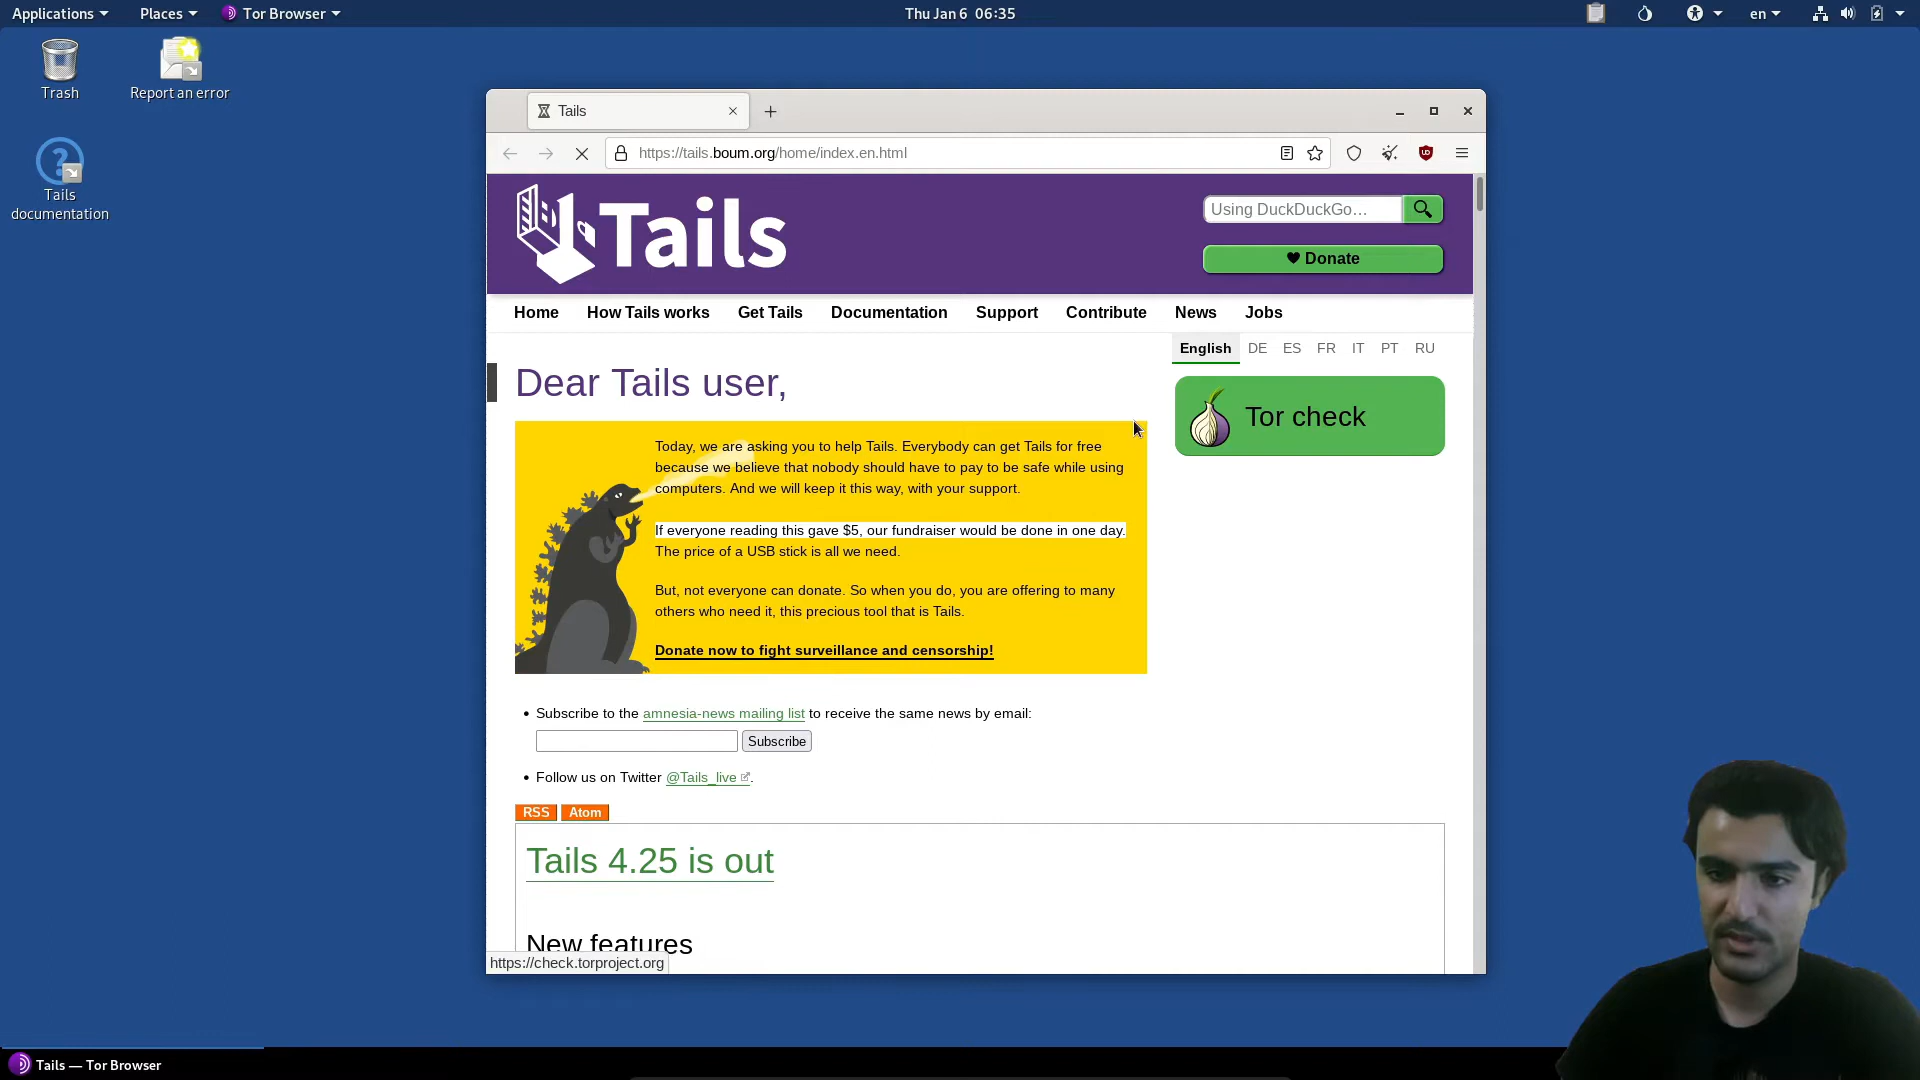 Applications Places Tor Browser Thu Jan 6 06:35 en
Trash
Report an error
Tails
documentation
Tails
https://tails.boum.org/home/index.en.html
Tails
Using DuckDuckGo...
Donate
Home How Tails works Get Tails Documentation Support Contribute News Jobs
English DE ES FR IT PT RU
Dear Tails user,
Tor check
Today, we are asking you to help Tails. Everybody can get Tails for free
because we believe that nobody should have to pay to be safe while using
computers. And we will keep it this way, with your support.
If everyone reading this gave $5, our fundraiser would be done in one day.
The price of a USB stick is all we need.
But, not everyone can donate. So when you do, you are offering to many
others who need it, this precious tool that is Tails.
Donate now to fight surveillance and censorship!
• Subscribe to the amnesia-news mailing list to receive the same news by email:
Subscribe
• Follow us on Twitter @Tails_live.
RSS Atom
Tails 4.25 is out
New features
https://check.torproject.org
Tails — Tor Browser